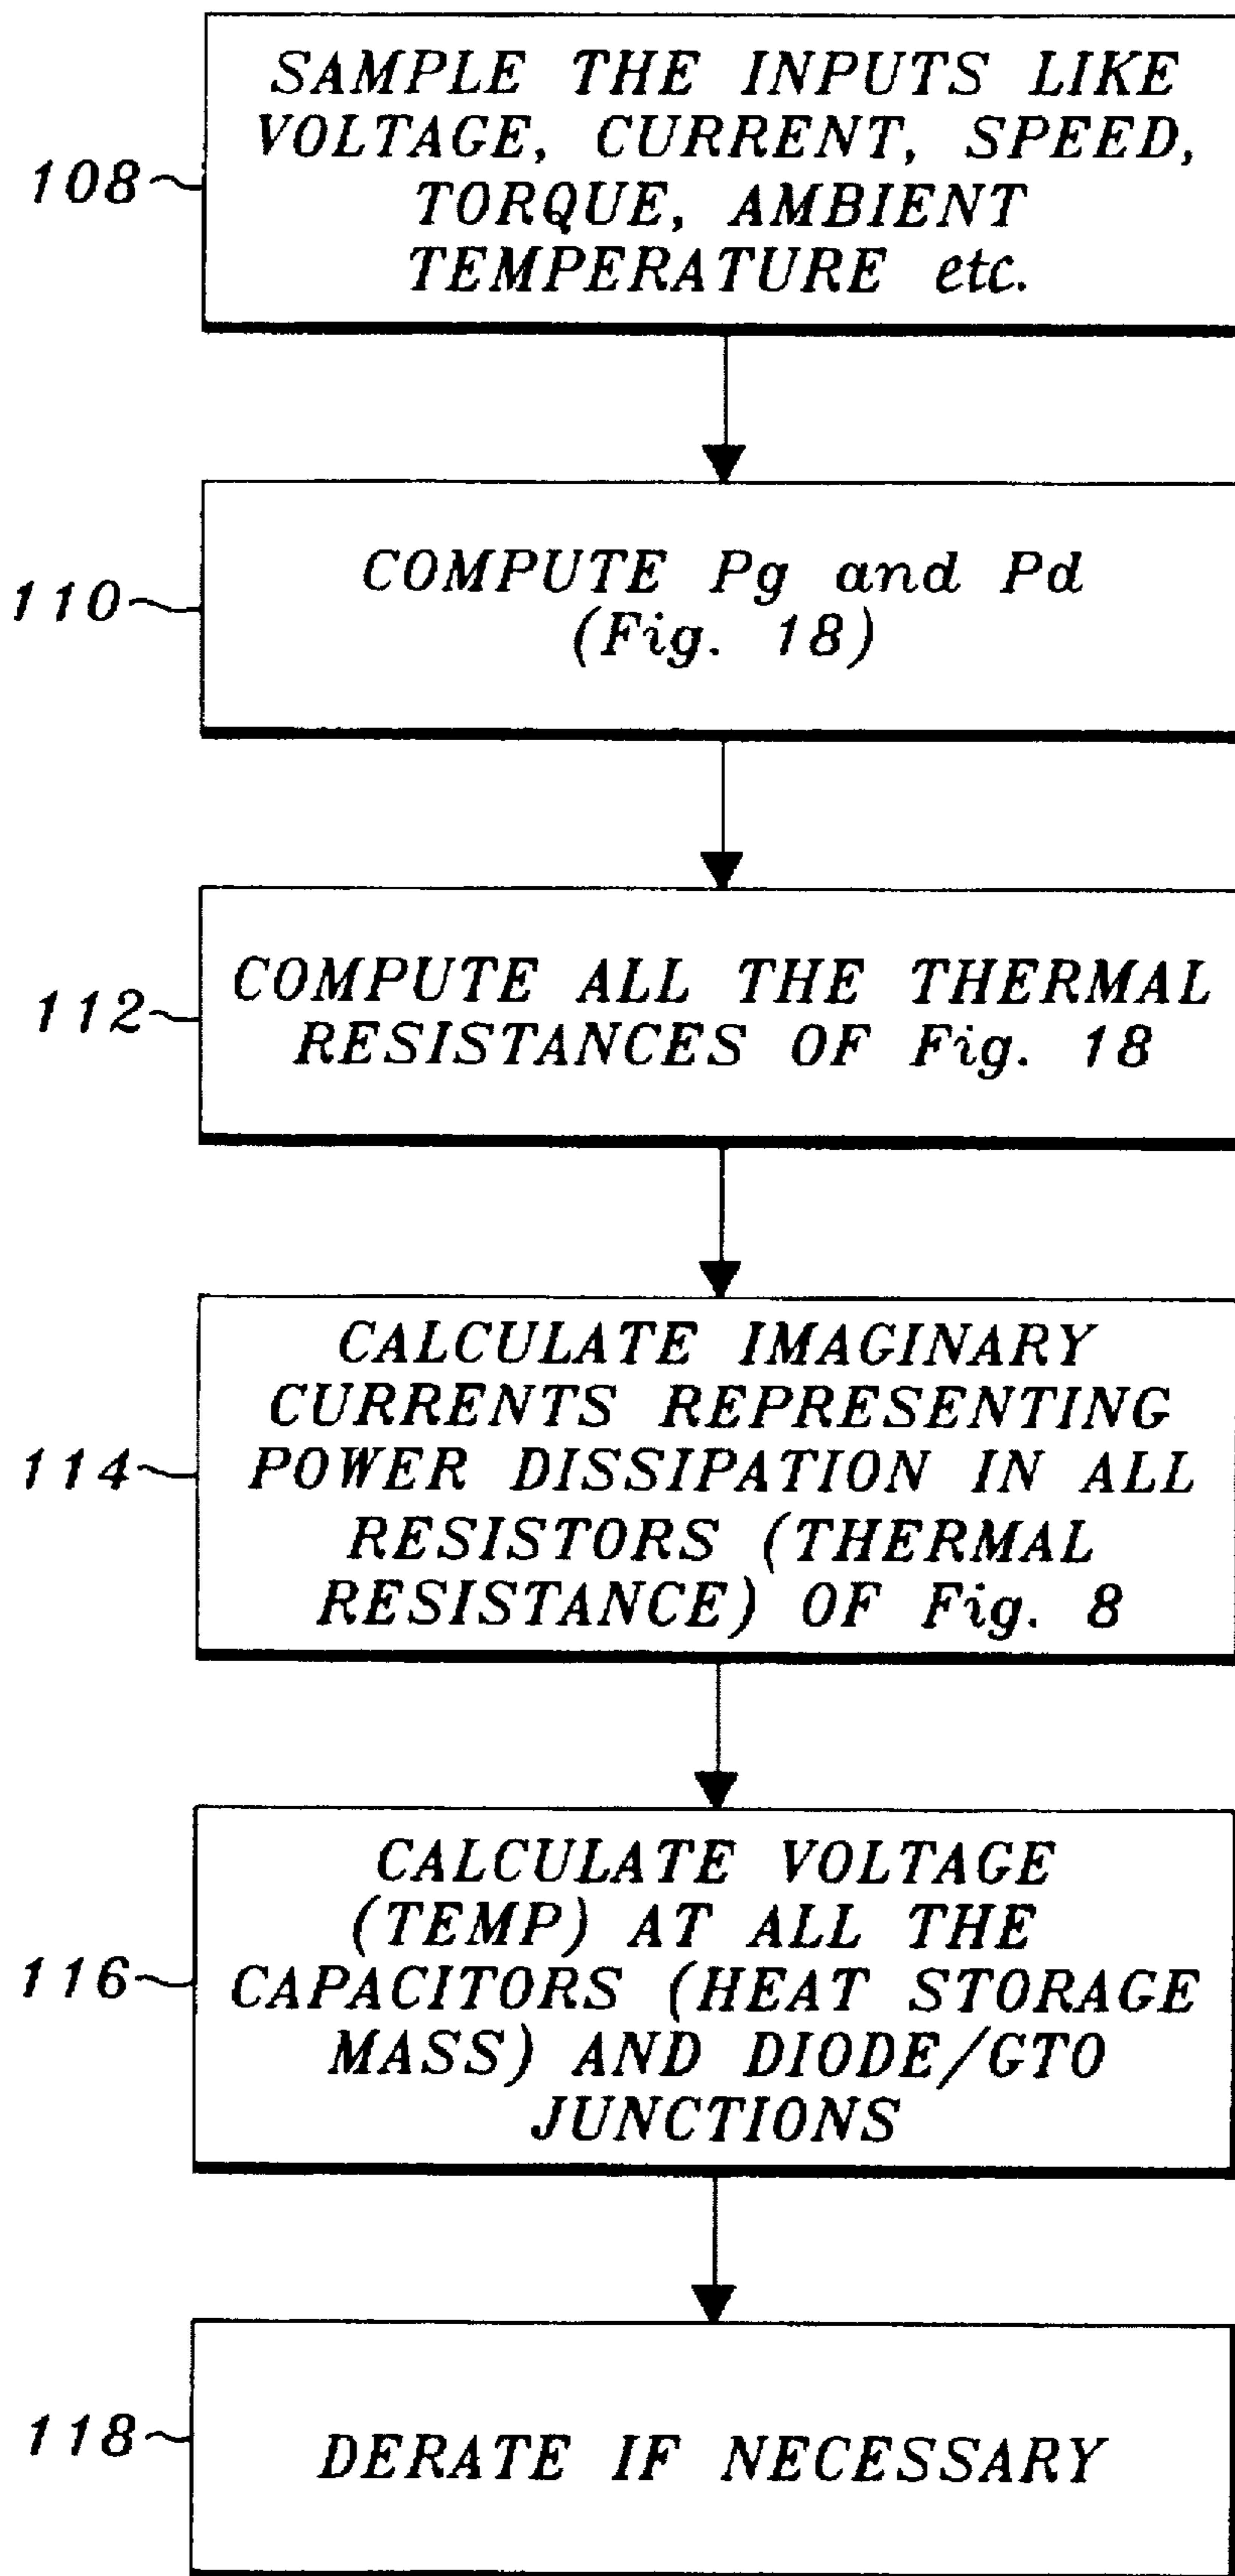 SAMPLE THE INPUTS LIKE
VOLTAGE, CURRENT, SPEED,
108
TORQUE, AMBIENT
TEMPERATURE etc.
COMPUTE Pg and Pd
110
(Fig. 18)
COMPUTE ALL THE THERMAL
112
RESISTANCES OF Fig. 18
CALCULATE IMAGINARY
CURRENTS REPRESENTING
114
POWER DISSIPATION IN ALL
RESISTORS (THERMAL
RESISTANCE) OF Fig. 8
CALCULATE VOLTAGE
(TEMP) AT ALL THE
116
CAPACITORS (HEAT STORAGE
MASS) AND DIODE/GTO
JUNCTIONS
118
DERATE IF NECESSARY